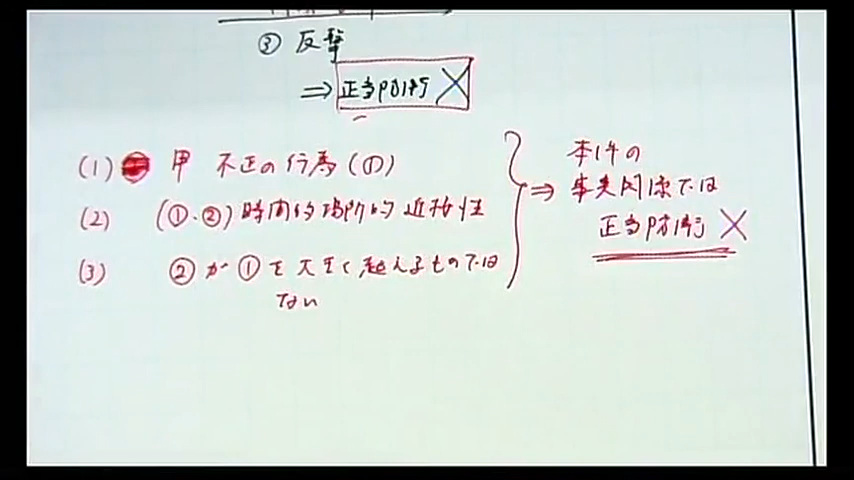 ③ 反撃
⇒ 正当防衛 ×
(1) 甲 不正の行為(①)
(2) (①・②) 時間的場所的近接性
(3) ② が ① を大きく超えるものでは
ない
⇒ 本件の
事実関係では
正当防衛 ×